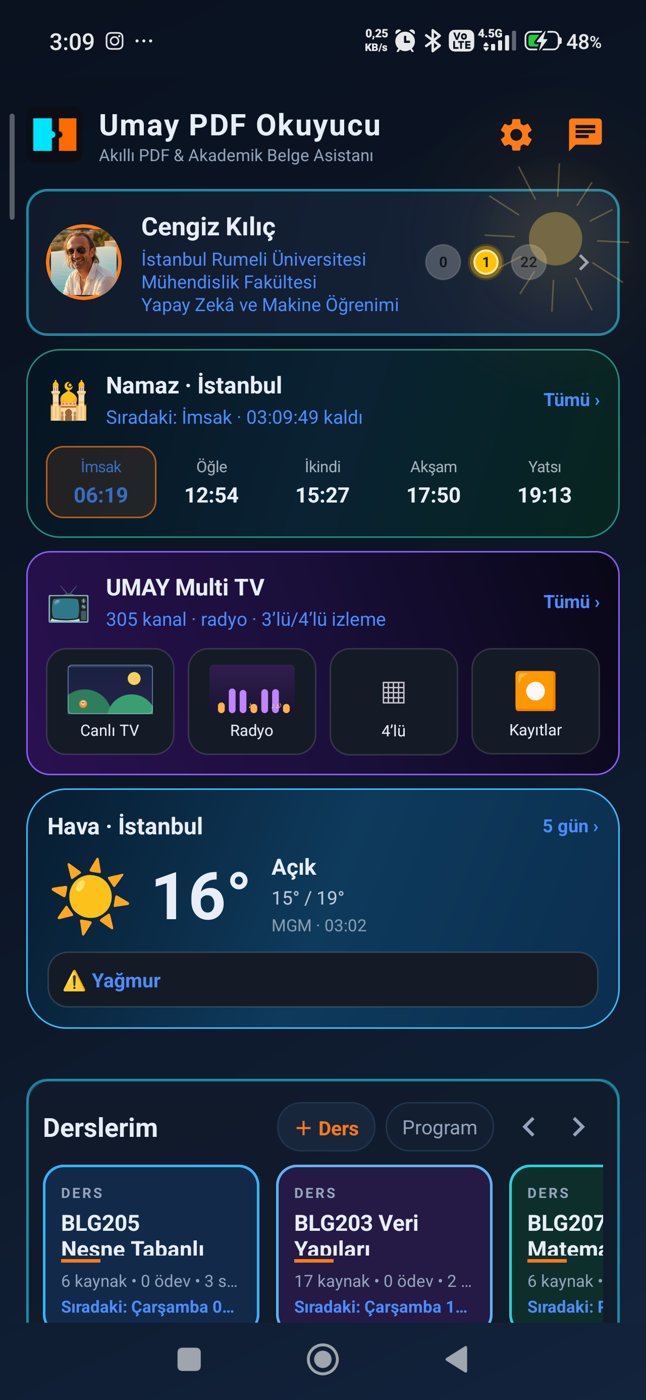 3:09 ... 0,25 KB/s Vo LTE 4.5G 48%
Umay PDF Okuyucu
Akıllı PDF & Akademik Belge Asistanı
Cengiz Kılıç
İstanbul Rumeli Üniversitesi
Mühendislik Fakültesi
Yapay Zekâ ve Makine Öğrenimi
0 1 22
Namaz · İstanbul
Sıradaki: İmsak · 03:09:49 kaldı
Tümü ›
İmsak Öğle İkindi Akşam Yatsı
06:19 12:54 15:27 17:50 19:13
UMAY Multi TV
305 kanal · radyo · 3'lü/4'lü izleme
Tümü ›
Canlı TV Radyo 4'lü Kayıtlar
Hava · İstanbul 5 gün ›
16°
Açık
15° / 19°
MGM · 03:02
⚠️ Yağmur
Derslerim + Ders Program
DERS
BLG205
Nesne Tabanlı
6 kaynak • 0 ödev • 3 s...
Sıradaki: Çarşamba 0...
DERS
BLG203 Veri
Yapıları
17 kaynak • 0 ödev • 2 ...
Sıradaki: Çarşamba 1...
DERS
BLG207
Matema
6 kaynak •
Sıradaki: